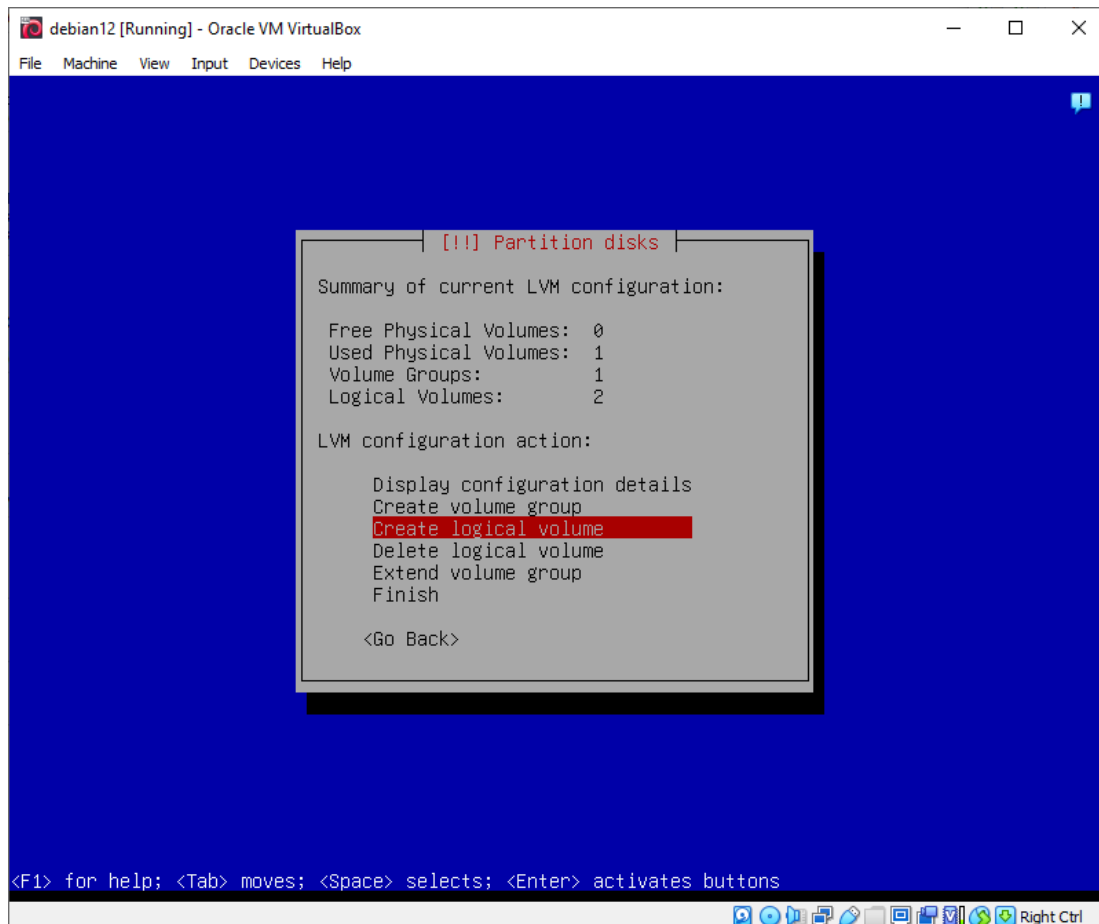 debian12 [Running] - Oracle VM VirtualBox
File Machine View Input Devices Help
[!!] Partition disks
Summary of current LVM configuration:
Free Physical Volumes: 0
Used Physical Volumes: 1
Volume Groups: 1
Logical Volumes: 2
LVM configuration action:
Display configuration details
Create volume group
Create logical volume
Delete logical volume
Extend volume group
Finish
<Go Back>
<F1> for help; <Tab> moves; <Space> selects; <Enter> activates buttons
Right Ctrl